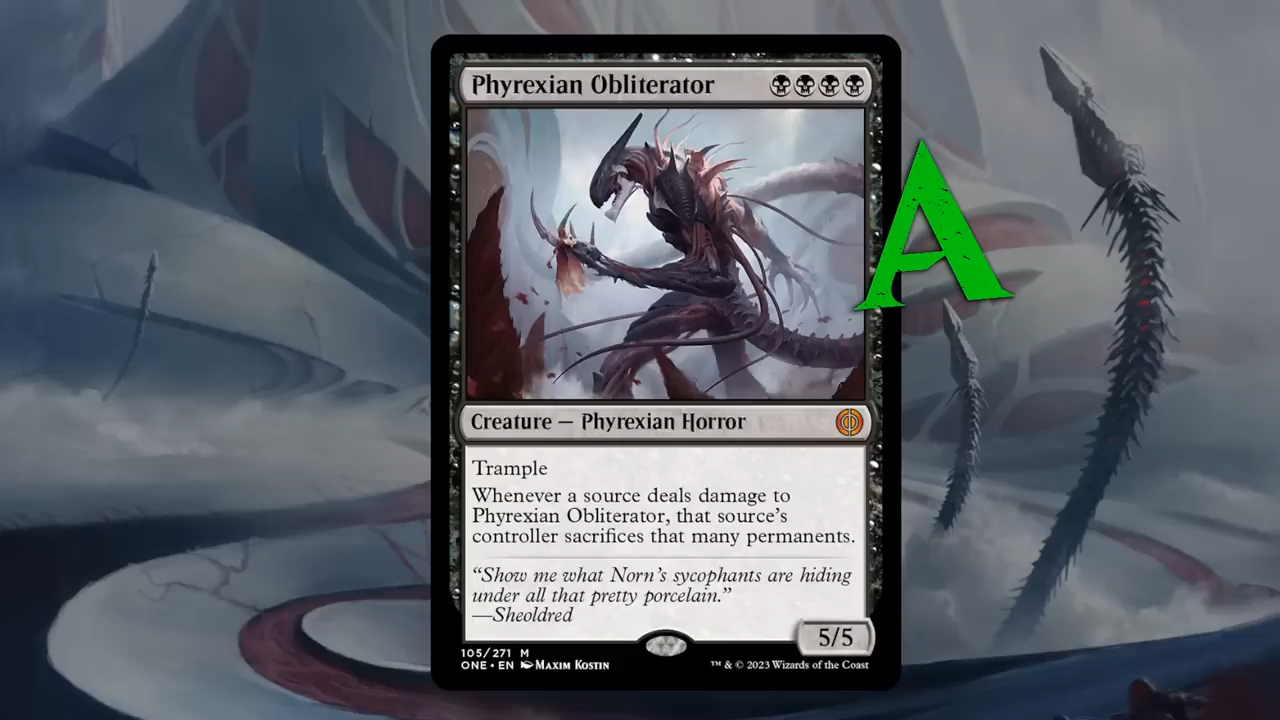 Phyrexian Obliterator
A
Creature — Phyrexian Horror
Trample
Whenever a source deals damage to
Phyrexian Obliterator, that source's
controller sacrifices that many permanents.
“Show me what Norn's sycophants are hiding
under all that pretty porcelain.”
—Sheoldred
5/5
105/271 M
ONE • EN Maxim Kostin
™ & © 2023 Wizards of the Coast